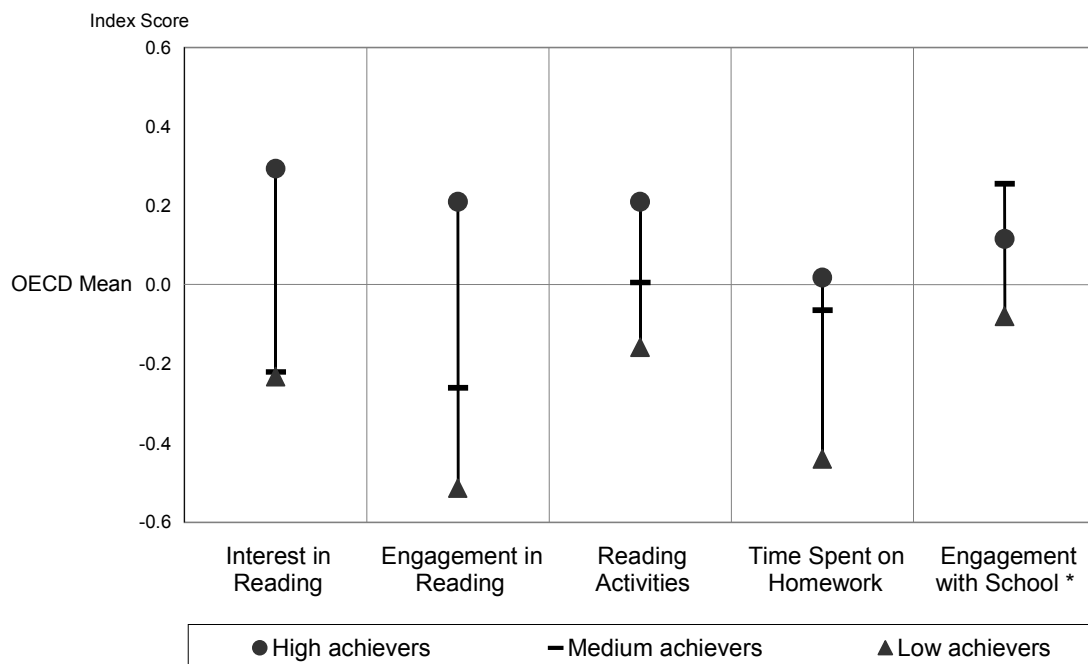 Index Score
0.6
0.4
0.2
OECD Mean 0.0
-0.2
-0.4
-0.6
Interest in
Reading
Engagement in
Reading
Reading
Activities
Time Spent on
Homework
Engagement
with School *
High achievers
Medium achievers
Low achievers